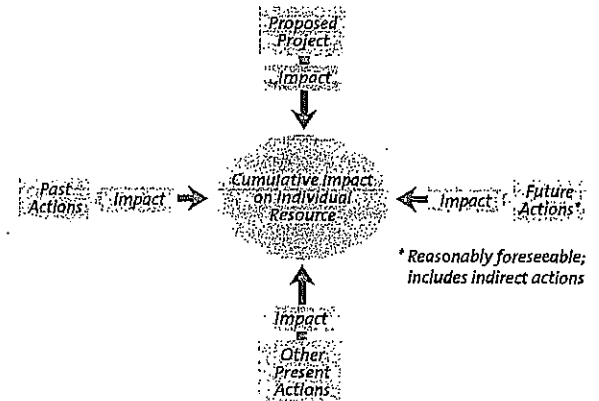 Proposed
Project
Impact
Past
Actions
Impact
Cumulative Impact
on Individual
Resource
Impact
Future
Actions*
* Reasonably foreseeable;
includes indirect actions
Impact
Other
Present
Actions